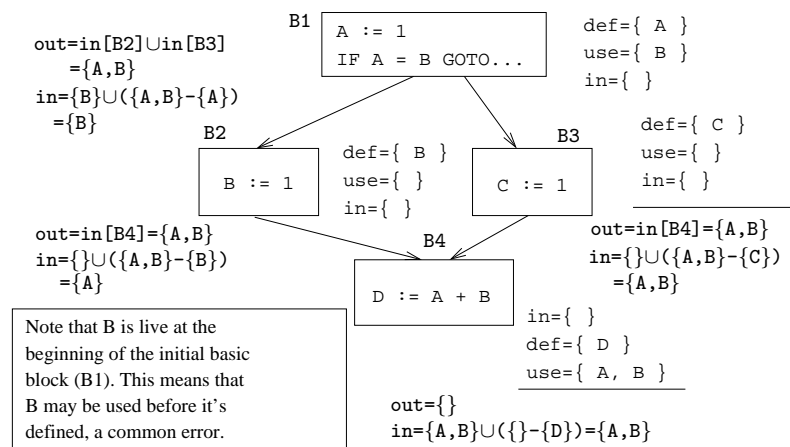 B1
A := 1
IF A = B GOTO...
def={ A }
use={ B }
in={ }
out=in[B2]∪in[B3]
={A,B}
in={B}∪({A,B}-{A})
={B}
B2
B := 1
def={ B }
use={ }
in={ }
B3
C := 1
def={ C }
use={ }
in={ }
out=in[B4]={A,B}
in={}∪({A,B}-{B})
={A}
out=in[B4]={A,B}
in={}∪({A,B}-{C})
={A,B}
B4
D := A + B
in={ }
def={ D }
use={ A, B }
out={}
in={A,B}∪({}-{D})={A,B}
Note that B is live at the
beginning of the initial basic
block (B1). This means that
B may be used before it's
defined, a common error.